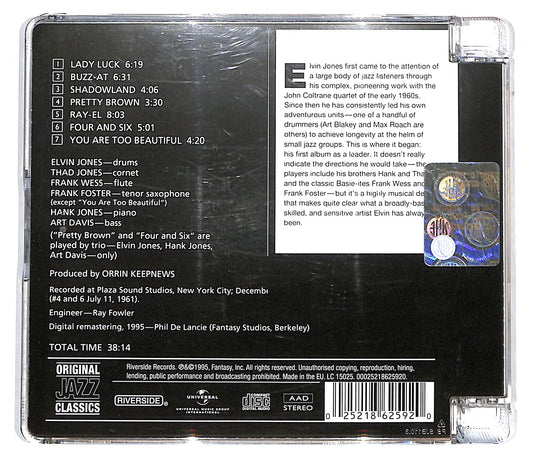 1 LADY LUCK 6:19
2 BUZZ-AT 6:31
3 SHADOWLAND 4:06
4 PRETTY BROWN 3:30
5 RAY-EL 8:03
6 FOUR AND SIX 5:01
7 YOU ARE TOO BEAUTIFUL 4:20
ELVIN JONES—drums
THAD JONES—cornet
FRANK WESS—flute
FRANK FOSTER—tenor saxophone
(except "You Are Too Beautiful")
HANK JONES—piano
ART DAVIS—bass
("Pretty Brown" and "Four and Six" are
played by trio—Elvin Jones, Hank Jones,
Art Davis—only)
Produced by ORRIN KEEPNEWS
Recorded at Plaza Sound Studios, New York City; Decemb
(#4 and 6 July 11, 1961).
Engineer—Ray Fowler
Digital remastering, 1995—Phil De Lancie (Fantasy Studios, Berkeley)
TOTAL TIME 38:14
Elvin Jones first came to the attention of
a large body of jazz listeners through
his complex, pioneering work with the
John Coltrane quartet of the early 1960s.
Since then he has consistently led his own
adventurous units—one of a handful of
drummers (Art Blakey and Max Roach are
others) to achieve longevity at the helm of
small jazz groups. This is where it began:
his first album as a leader. It doesn't really
indicate the directions he would take—the
players include his brothers Hank and Tha
and the classic Basie-ites Frank Wess and
Frank Foster—but it's a highly musical de
that makes quite clear what a broadly-bas
skilled, and sensitive artist Elvin has alway
been.
ORIGINAL
JAZZ
CLASSICS
Riverside Records. ℗&©1995, Fantasy, Inc. All rights reserved. Unauthorised copying, reproduction, hiring,
lending, public performance and broadcasting prohibited. Made in the EU. LC 15025. 00025218625920.
RIVERSIDE
UNIVERSAL
UNIVERSAL MUSIC GROUP
INTERNATIONAL
COMPACT
disc
DIGITAL AUDIO
AAD
STEREO
0 25218 62592 0